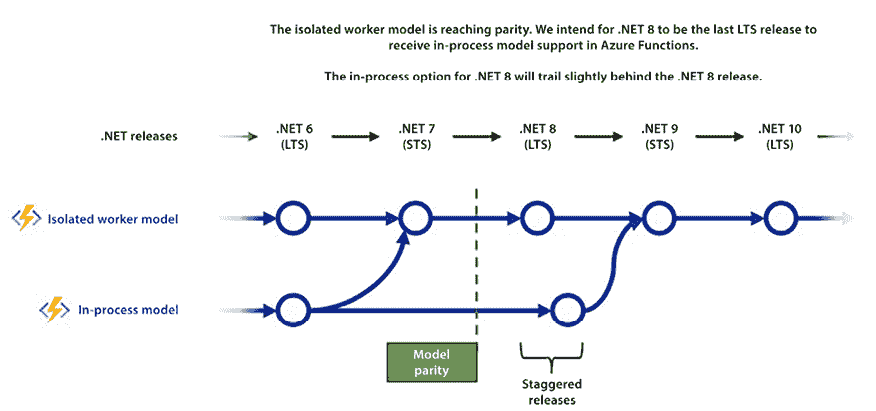 The isolated worker model is reaching parity. We intend for .NET 8 to be the last LTS release to
receive in-process model support in Azure Functions.
The in-process option for .NET 8 will trail slightly behind the .NET 8 release.
.NET releases
.NET 6
(LTS)
.NET 7
(STS)
.NET 8
(LTS)
.NET 9
(STS)
.NET 10
(LTS)
Isolated worker model
In-process model
Model
parity
Staggered
releases